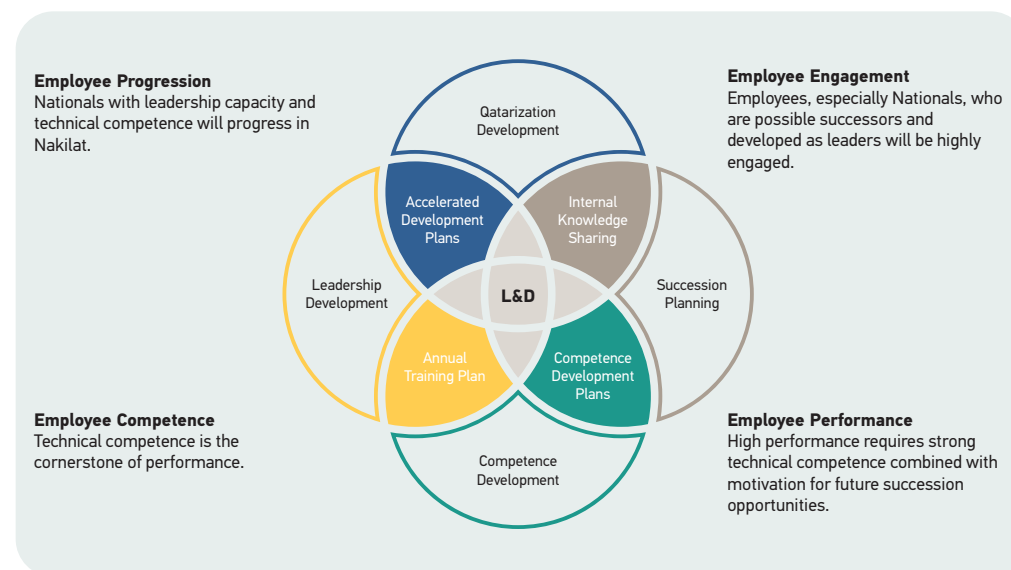 Employee Progression
Nationals with leadership capacity and
technical competence will progress in
Nakilat.
Employee Engagement
Employees, especially Nationals, who
are possible successors and
developed as leaders will be highly
engaged.
Qatarization
Development
Accelerated
Development
Plans
Internal
Knowledge
Sharing
Leadership
Development
L&D
Succession
Planning
Annual
Training Plan
Competence
Development
Plans
Competence
Development
Employee Competence
Technical competence is the
cornerstone of performance.
Employee Performance
High performance requires strong
technical competence combined with
motivation for future succession
opportunities.